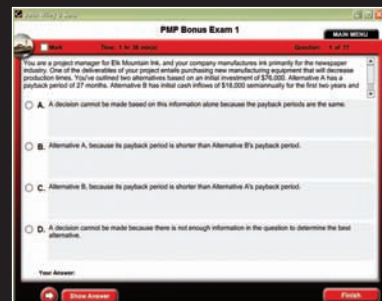 PMP Bonus Exam 1
MAIN MENU
Mark
Time: 1 hr 38 min(s)
Question: 1 of 77
You are a project manager for Elk Mountain Ink, and your company manufactures ink primarily for the newspaper
industry. One of the deliverables of your project entails purchasing new manufacturing equipment that will decrease
production times. You've outlined two alternatives based on an initial investment of $76,000. Alternative A has a
payback period of 27 months. Alternative B has initial cash inflows of $18,000 semiannually for the first two years and
A. A decision cannot be made based on this information alone because the payback periods are the same.
B. Alternative A, because its payback period is shorter than Alternative B's payback period.
C. Alternative B, because its payback period is shorter than Alternative A's payback period.
D. A decision cannot be made because there is not enough information in the question to determine the best
alternative.
Your Answer:
Show Answer
Finish